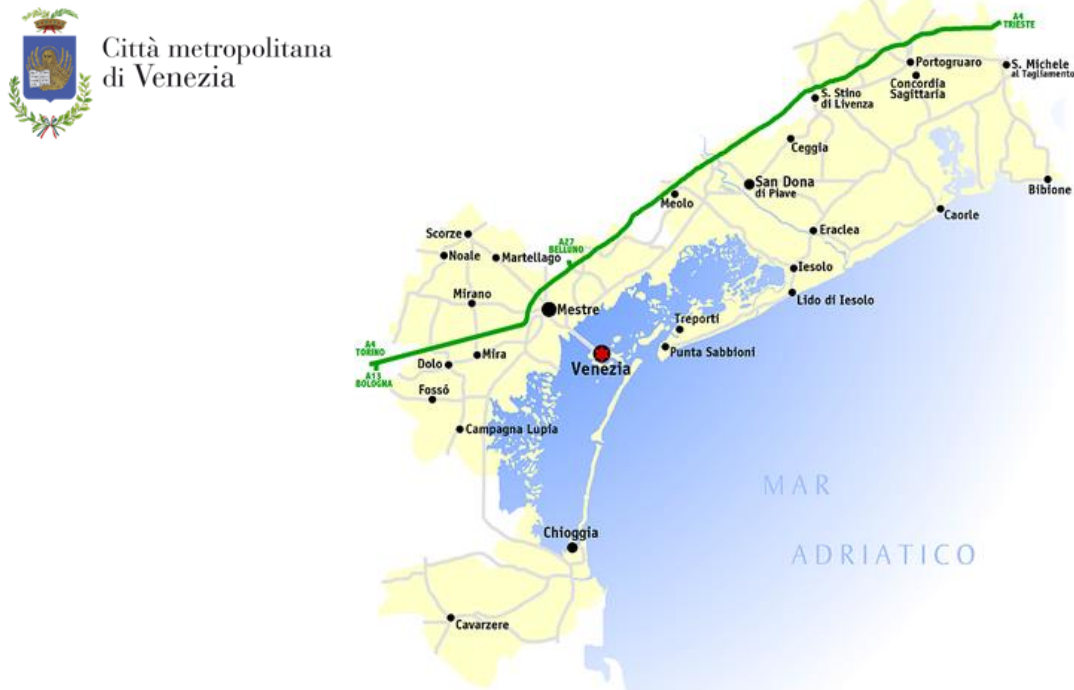 Città metropolitana
di Venezia
A4
TRIESTE
Portogruaro
S. Michele
al Tagliamento
Concordia
Sagittaria
S. Stino
di Livenza
Ceggia
San Dona
di Piave
Bibione
Meolo
Caorle
Eraclea
Scorze
A27
BELLUNO
Noale
Martellago
Iesolo
Mirano
Lido di Iesolo
Mestre
Treporti
A4
TORINO
Mira
Punta Sabbioni
Dolo
Venezia
A13
BOLOGNA
Fossó
Campagna Lupia
MAR
Chioggia
ADRIATICO
Cavarzere